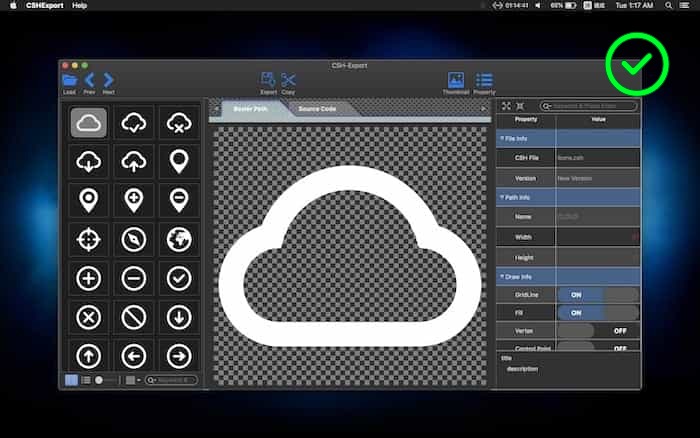 CSHExport Help
01:14:41
66%
Tue 1:17 AM
CSH-Export
Load Prev Next
Export Copy
Thumbnail Property
Bezier Path
Source Code
Property Value
File Info
CSH File icons.csh
Version New Version
Path Info
Name CLOUD
Width
Height
Draw Info
GridLine ON
Fill ON
Vertex OFF
Control Point
title
description